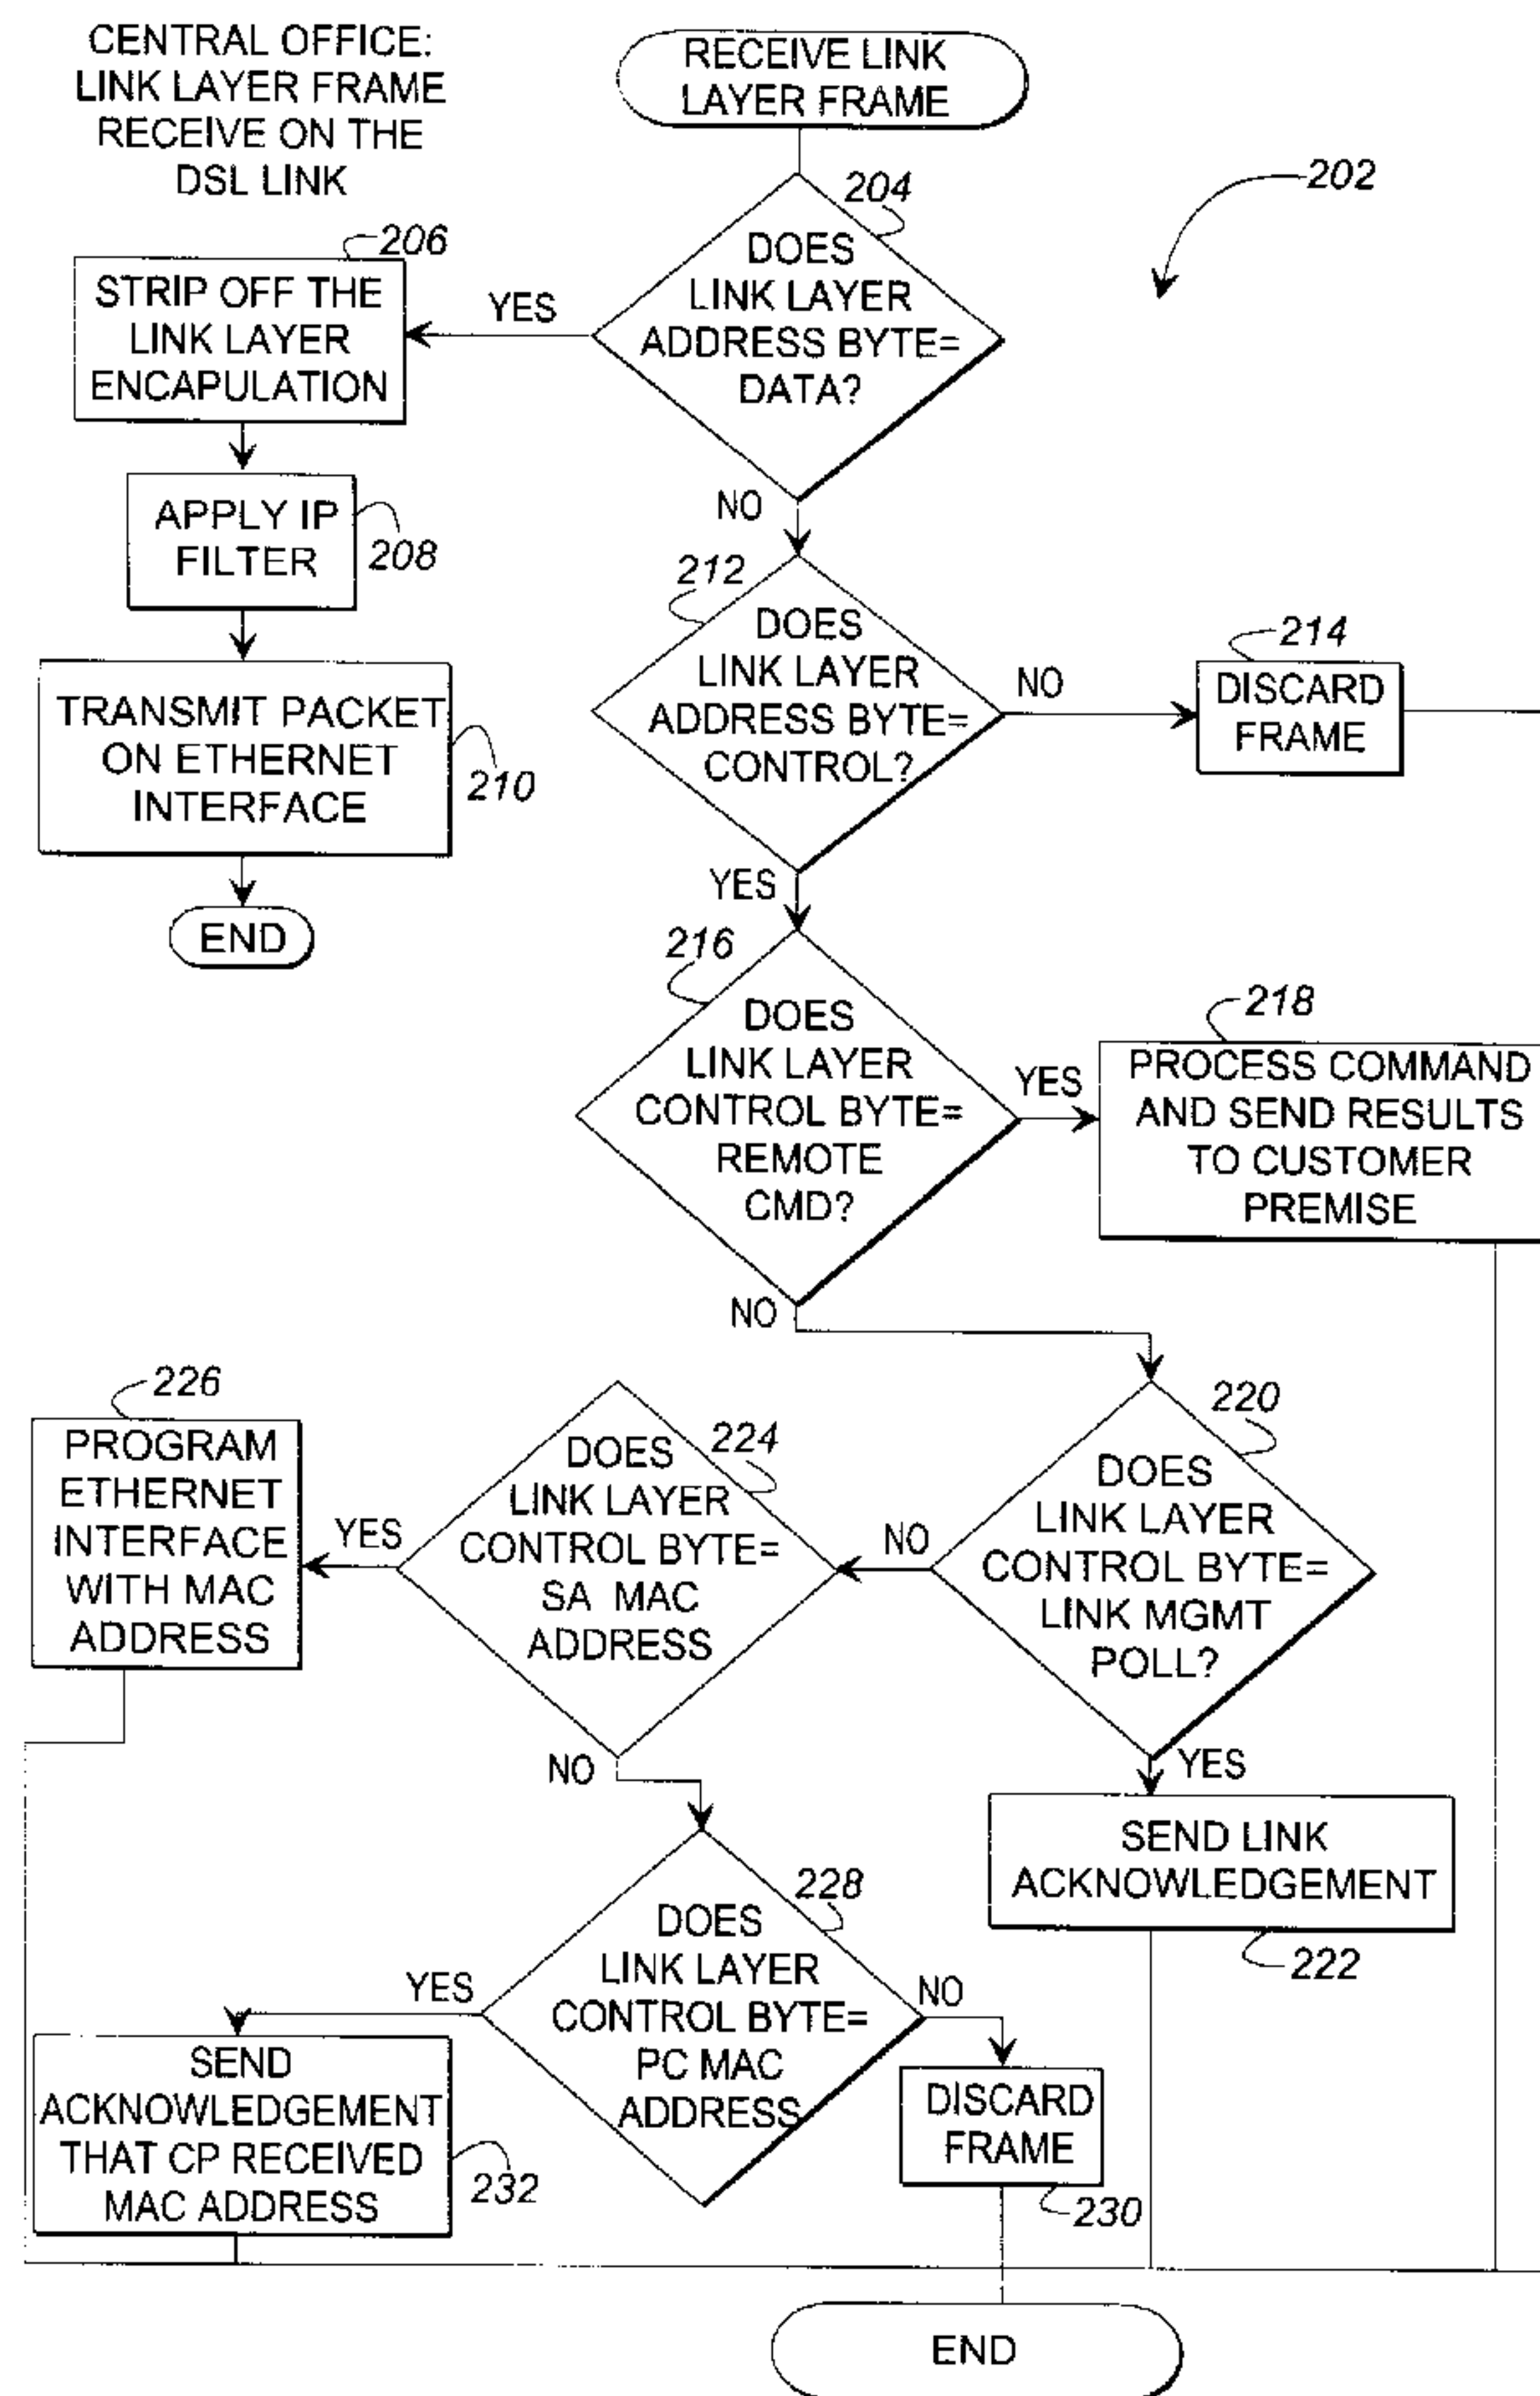 CENTRAL OFFICE:
LINK LAYER FRAME
RECEIVE ON THE
DSL LINK
RECEIVE LINK
LAYER FRAME
202
204
DOES
LINK LAYER
ADDRESS BYTE=
DATA?
YES
NO
206
STRIP OFF THE
LINK LAYER
ENCAPULATION
APPLY IP
FILTER
208
TRANSMIT PACKET
ON ETHERNET
INTERFACE
210
END
212
DOES
LINK LAYER
ADDRESS BYTE=
CONTROL?
NO
YES
214
DISCARD
FRAME
216
DOES
LINK LAYER
CONTROL BYTE=
REMOTE
CMD?
YES
NO
218
PROCESS COMMAND
AND SEND RESULTS
TO CUSTOMER
PREMISE
220
DOES
LINK LAYER
CONTROL BYTE=
LINK MGMT
POLL?
NO
YES
SEND LINK
ACKNOWLEDGEMENT
222
224
DOES
LINK LAYER
CONTROL BYTE=
SA MAC
ADDRESS
YES
NO
226
PROGRAM
ETHERNET
INTERFACE
WITH MAC
ADDRESS
228
DOES
LINK LAYER
CONTROL BYTE=
PC MAC
ADDRESS
YES
NO
SEND
ACKNOWLEDGEMENT
THAT CP RECEIVED
MAC ADDRESS
232
DISCARD
FRAME
230
END